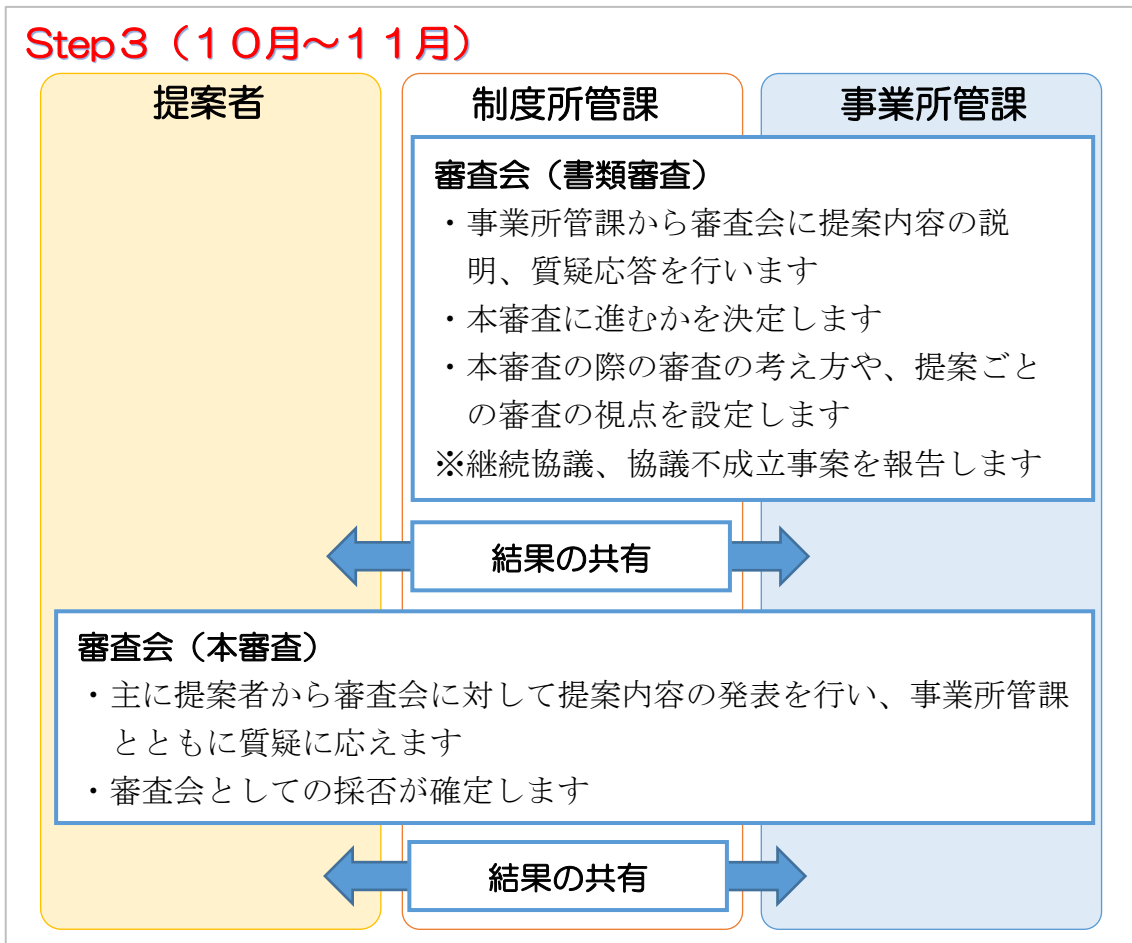 Step3（１０月～１１月）
提案者
制度所管課
事業所管課
審査会（書類審査）
・事業所管課から審査会に提案内容の説
明、質疑応答を行います
・本審査に進むかを決定します
・本審査の際の審査の考え方や、提案ごと
の審査の視点を設定します
※継続協議、協議不成立事案を報告します
結果の共有
審査会（本審査）
・主に提案者から審査会に対して提案内容の発表を行い、事業所管課
とともに質疑に応えます
・審査会としての採否が確定します
結果の共有